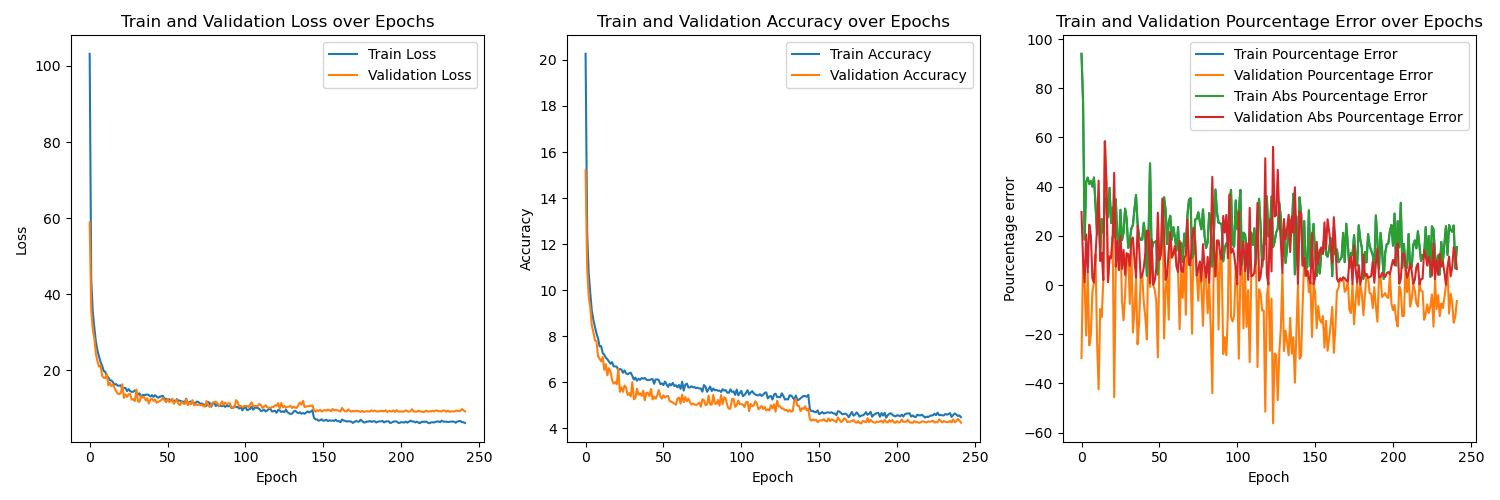 Train and Validation Loss over Epochs
Train Loss
Validation Loss
100
80
60
40
20
Loss
0
50
100
150
200
250
Epoch
Train and Validation Accuracy over Epochs
Train Accuracy
Validation Accuracy
20
18
16
14
12
10
8
6
4
Accuracy
0
50
100
150
200
250
Epoch
Train and Validation Pourcentage Error over Epochs
Train Pourcentage Error
Validation Pourcentage Error
Train Abs Pourcentage Error
Validation Abs Pourcentage Error
100
80
60
40
20
0
−20
−40
−60
Pourcentage error
0
50
100
150
200
250
Epoch